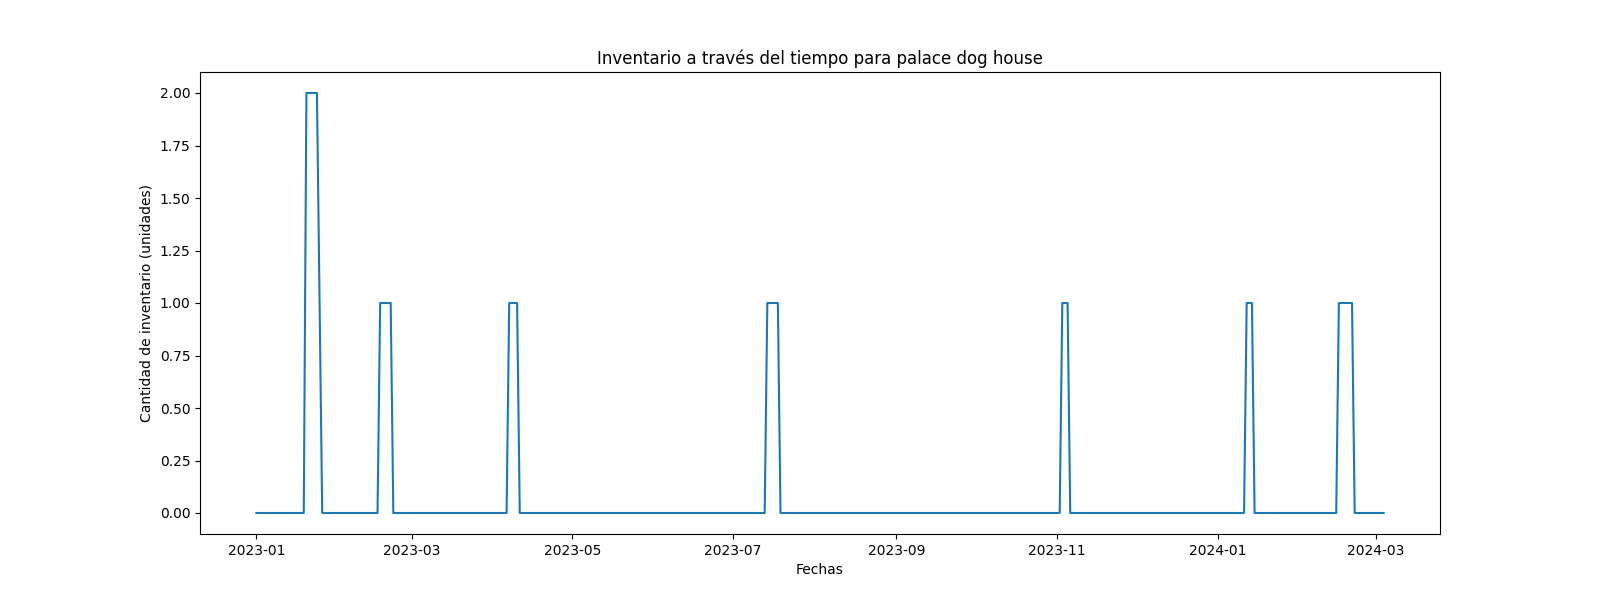 Inventario a través del tiempo para palace dog house
Cantidad de inventario (unidades)
2.00
1.75
1.50
1.25
1.00
0.75
0.50
0.25
0.00
2023-01 2023-03 2023-05 2023-07 2023-09 2023-11 2024-01 2024-03
Fechas